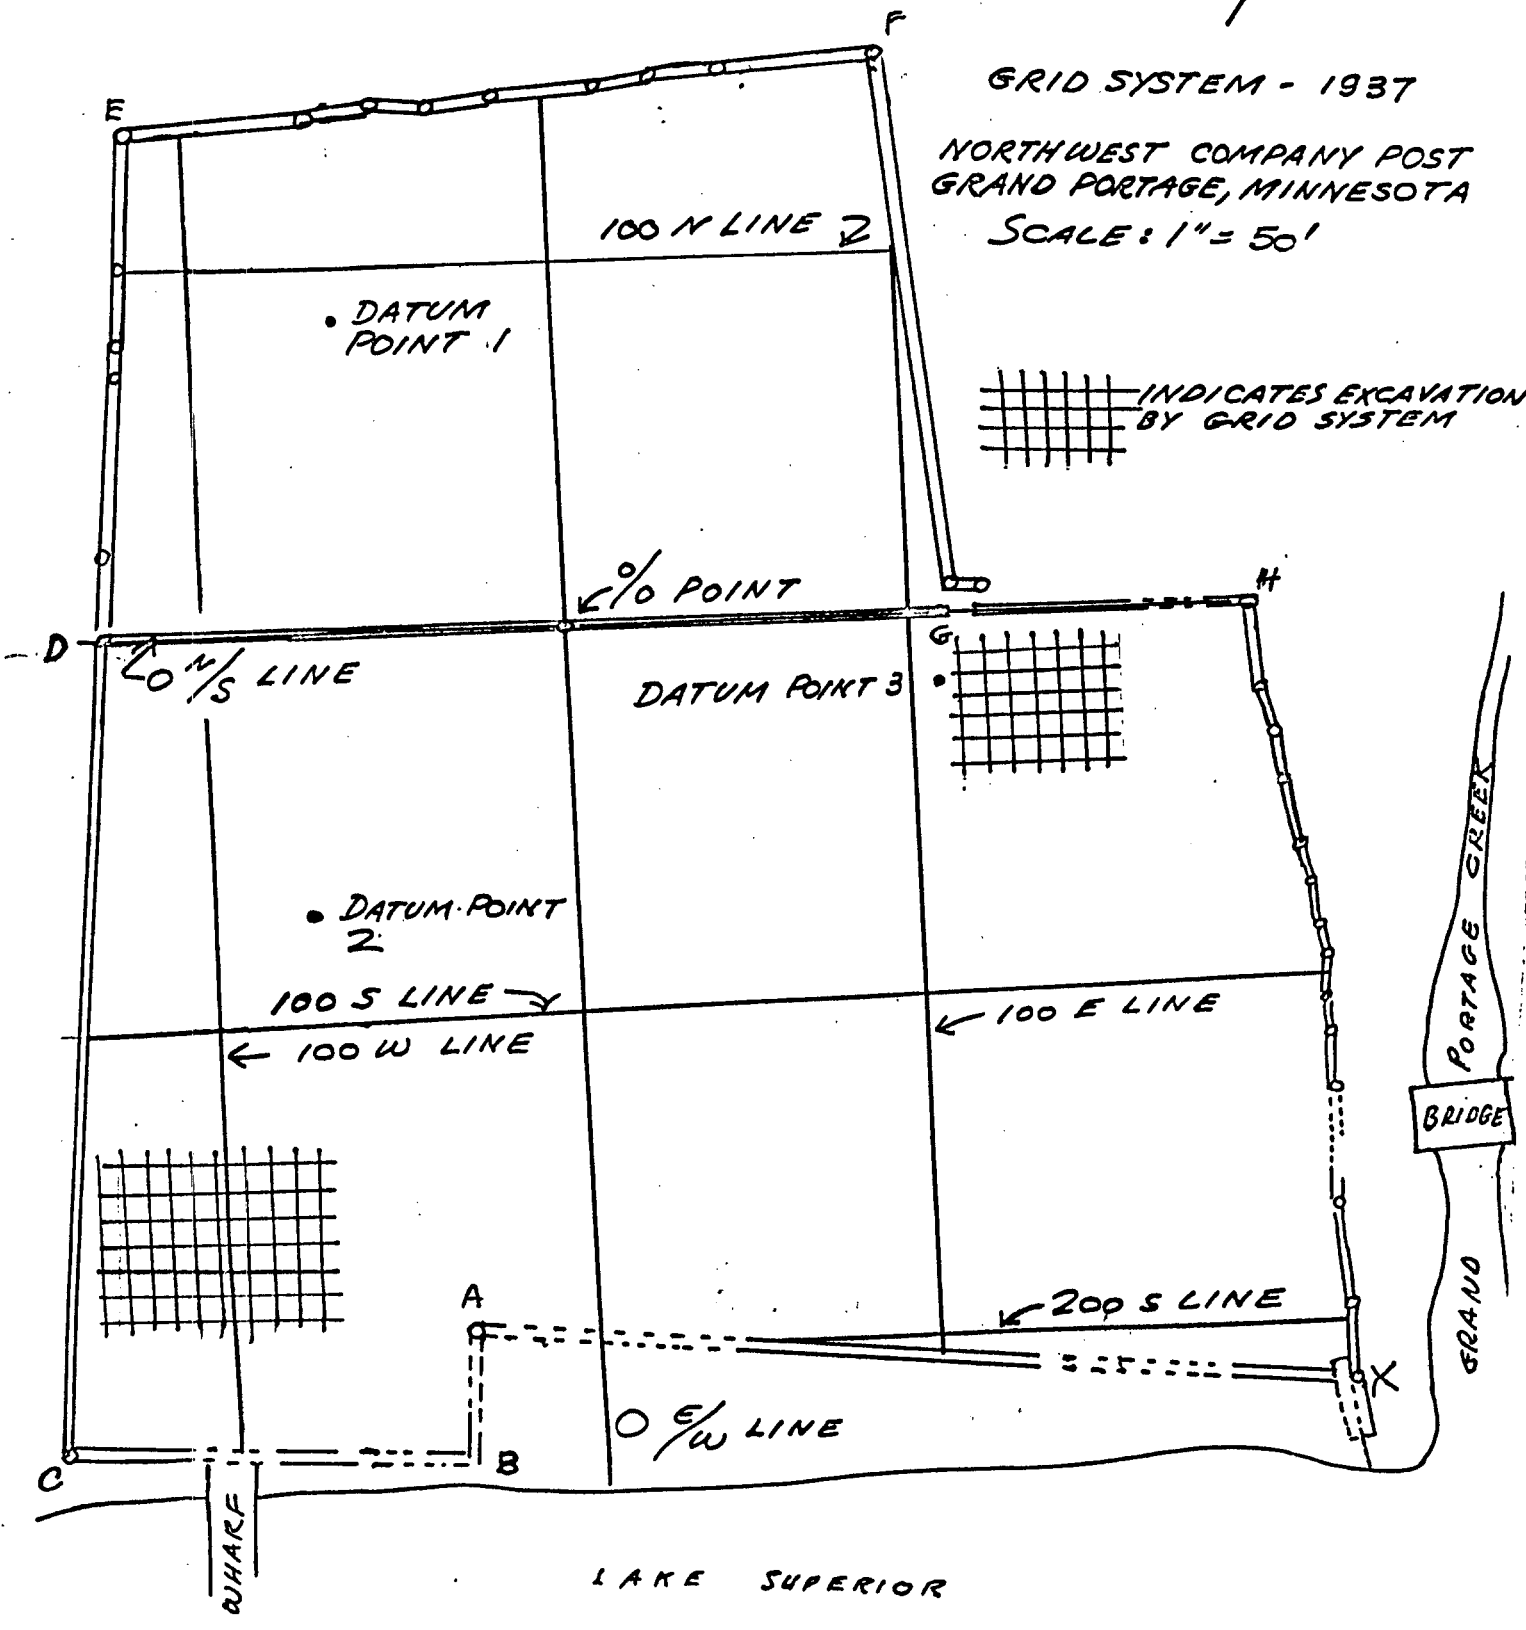 F
GRID SYSTEM - 1937
E
NORTHWEST COMPANY POST
GRAND PORTAGE, MINNESOTA
SCALE: 1" = 50'
100 N LINE
DATUM
POINT 1
INDICATES EXCAVATION
BY GRID SYSTEM
0/0 POINT
H
D
G
0 N/S LINE
DATUM POINT 3
DATUM POINT
2
100 S LINE
100 E LINE
100 W LINE
GRAND PORTAGE CREEK
BRIDGE
A
200 S LINE
X
0 E/W LINE
B
C
WHARF
LAKE SUPERIOR